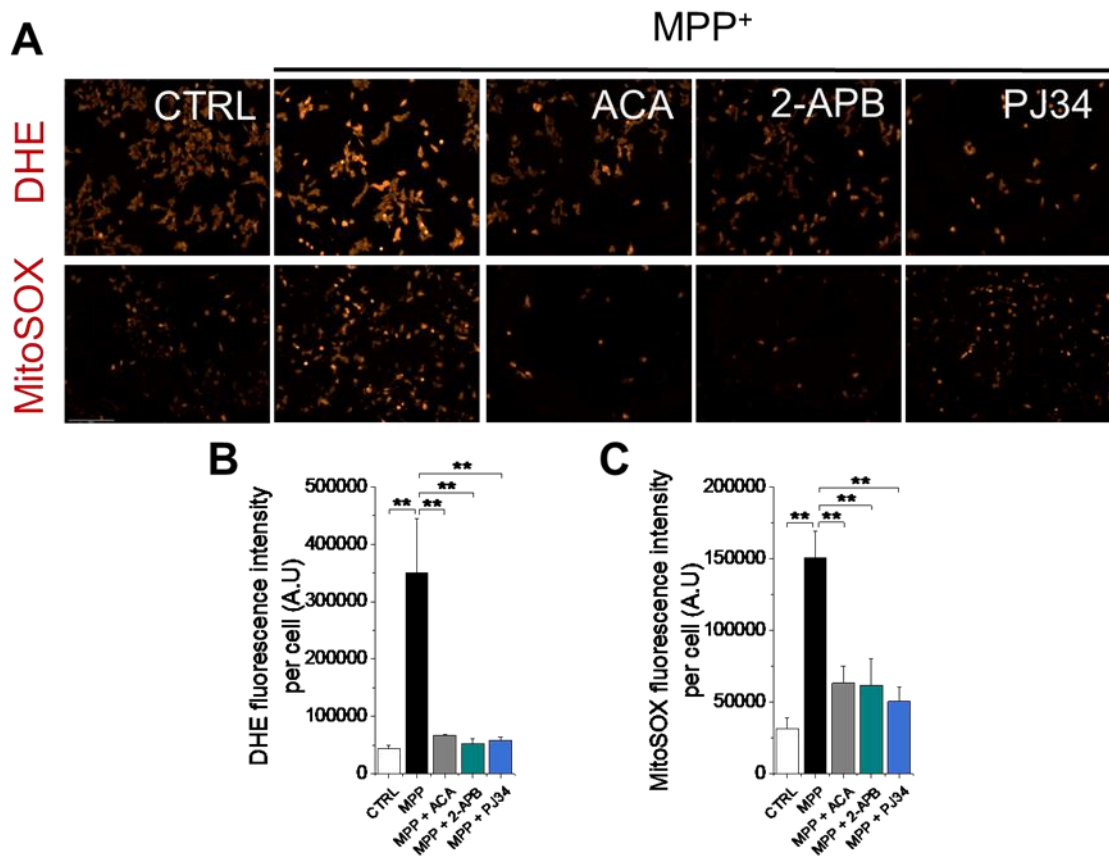 A
MPP+
DHE
CTRL
ACA
2-APB
PJ34
MitoSOX
B
DHE fluorescence intensity
per cell (A.U)
500000
400000
300000
200000
100000
0
**
**
**
**
CTRL
MPP
MPP + ACA
MPP + 2-APB
MPP + PJ34
C
MitoSOX fluorescence intensity
per cell (A.U)
200000
150000
100000
50000
0
**
**
**
**
CTRL
MPP
MPP + ACA
MPP + 2-APB
MPP + PJ34